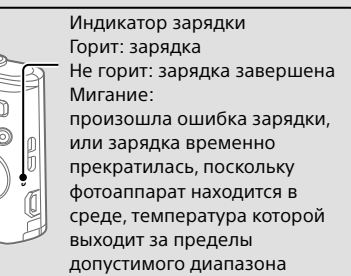 Индикатор зарядки
Горит: зарядка
Не горит: зарядка завершена
Мигание:
произошла ошибка зарядки,
или зарядка временно
прекратилась, поскольку
фотоаппарат находится в
среде, температура которой
выходит за пределы
допустимого диапазона